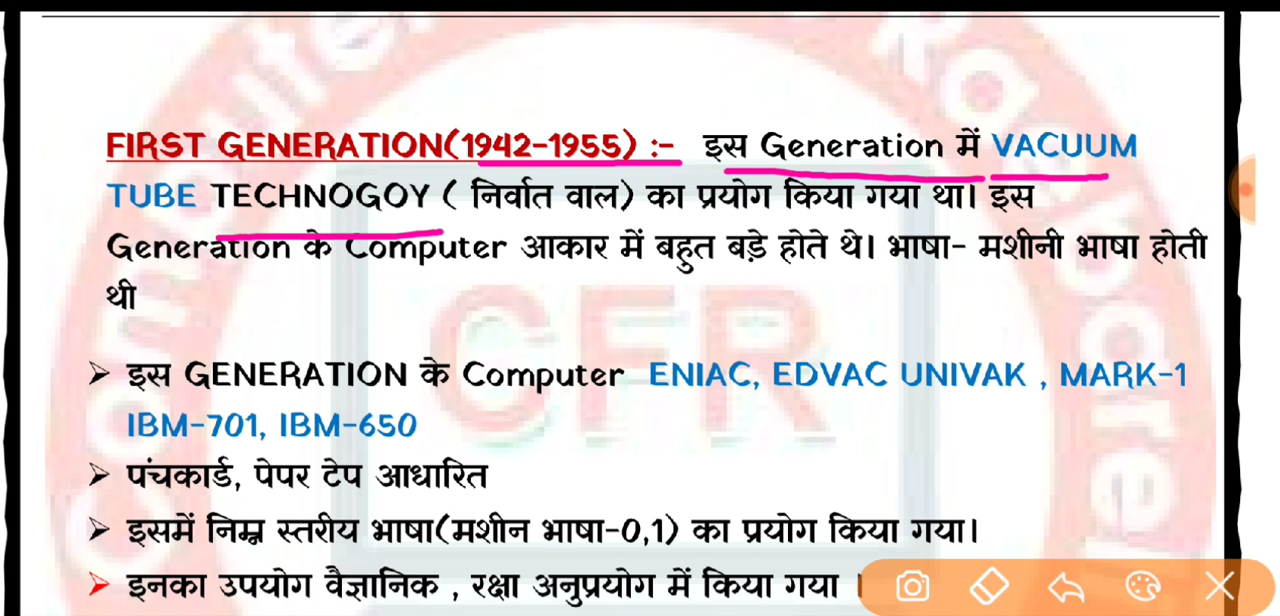 FIRST GENERATION(1942-1955) :- इस Generation में VACUUM
TUBE TECHNOGOY ( निर्वात वाल) का प्रयोग किया गया था। इस
Generation के Computer आकार में बहुत बड़े होते थे। भाषा- मशीनी भाषा होती
थी
➢ इस GENERATION के Computer ENIAC, EDVAC UNIVAK , MARK-1
IBM-701, IBM-650
➢ पंचकार्ड, पेपर टेप आधारित
➢ इसमें निम्न स्तरीय भाषा(मशीन भाषा-0,1) का प्रयोग किया गया।
➢ इनका उपयोग वैज्ञानिक , रक्षा अनुप्रयोग में किया गया ।
CFR